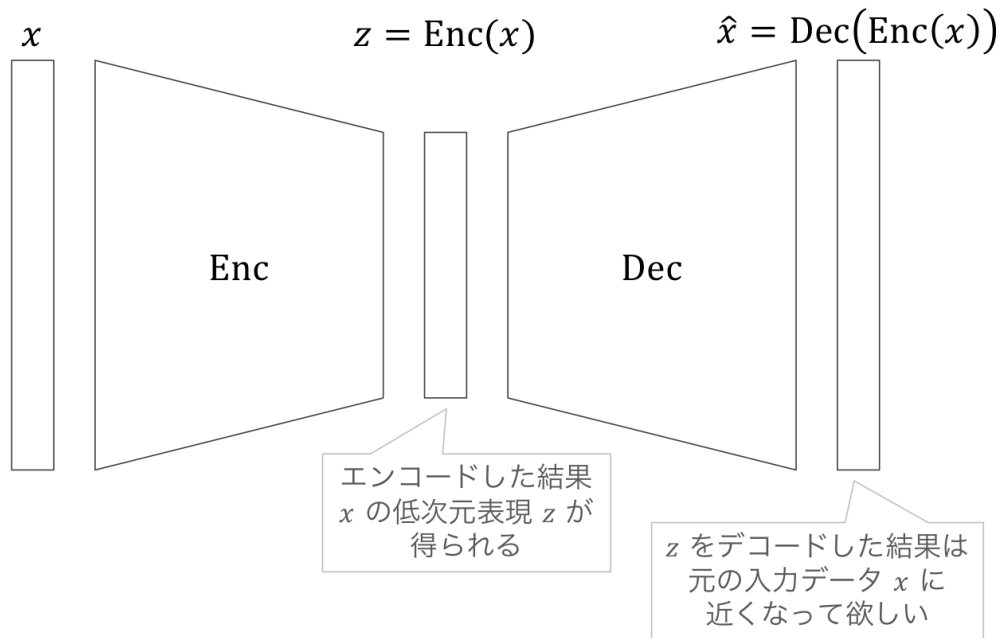 x
z = Enc(x)
x̂ = Dec(Enc(x))
Enc
Dec
エンコードした結果
x の低次元表現 z が
得られる
z をデコードした結果は
元の入力データ x に
近くなって欲しい